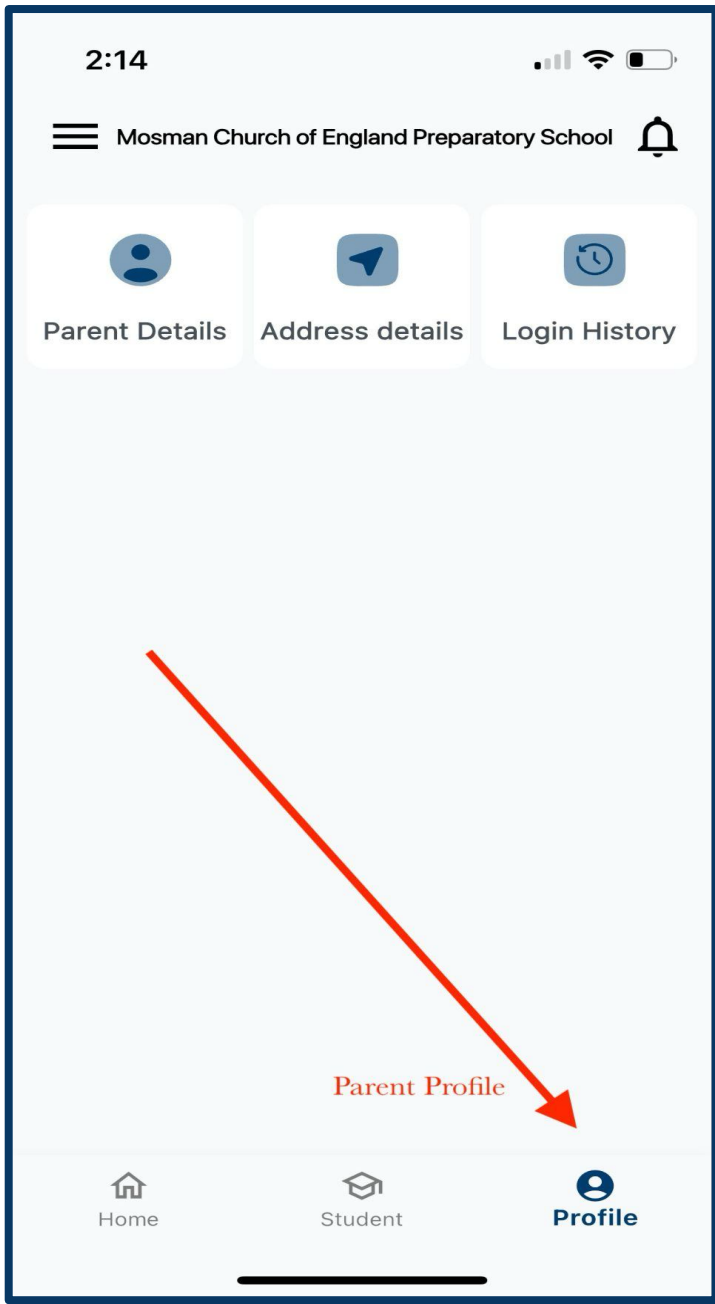 2:14
Mosman Church of England Preparatory School
Parent Details Address details Login History
Parent Profile
Home Student Profile